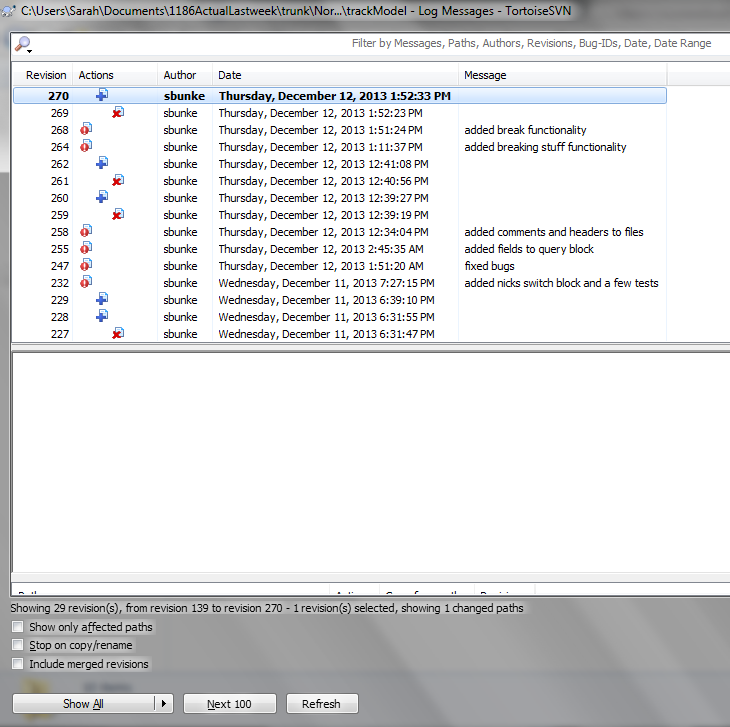 C:\Users\Sarah\Documents\1186ActualLastweek\trunk\Nor...\trackModel - Log Messages - TortoiseSVN
Filter by Messages, Paths, Authors, Revisions, Bug-IDs, Date, Date Range
Revision Actions Author Date Message
270 sbunke Thursday, December 12, 2013 1:52:33 PM
269 sbunke Thursday, December 12, 2013 1:52:23 PM
268 sbunke Thursday, December 12, 2013 1:51:24 PM added break functionality
264 sbunke Thursday, December 12, 2013 1:11:37 PM added breaking stuff functionality
262 sbunke Thursday, December 12, 2013 12:41:08 PM
261 sbunke Thursday, December 12, 2013 12:40:56 PM
260 sbunke Thursday, December 12, 2013 12:39:27 PM
259 sbunke Thursday, December 12, 2013 12:39:19 PM
258 sbunke Thursday, December 12, 2013 12:34:04 PM added comments and headers to files
255 sbunke Thursday, December 12, 2013 2:45:35 AM added fields to query block
247 sbunke Thursday, December 12, 2013 1:51:20 AM fixed bugs
232 sbunke Wednesday, December 11, 2013 7:27:15 PM added nicks switch block and a few tests
229 sbunke Wednesday, December 11, 2013 6:39:10 PM
228 sbunke Wednesday, December 11, 2013 6:31:55 PM
227 sbunke Wednesday, December 11, 2013 6:31:47 PM
Showing 29 revision(s), from revision 139 to revision 270 - 1 revision(s) selected, showing 1 changed paths
Show only affected paths
Stop on copy/rename
Include merged revisions
Show All Next 100 Refresh